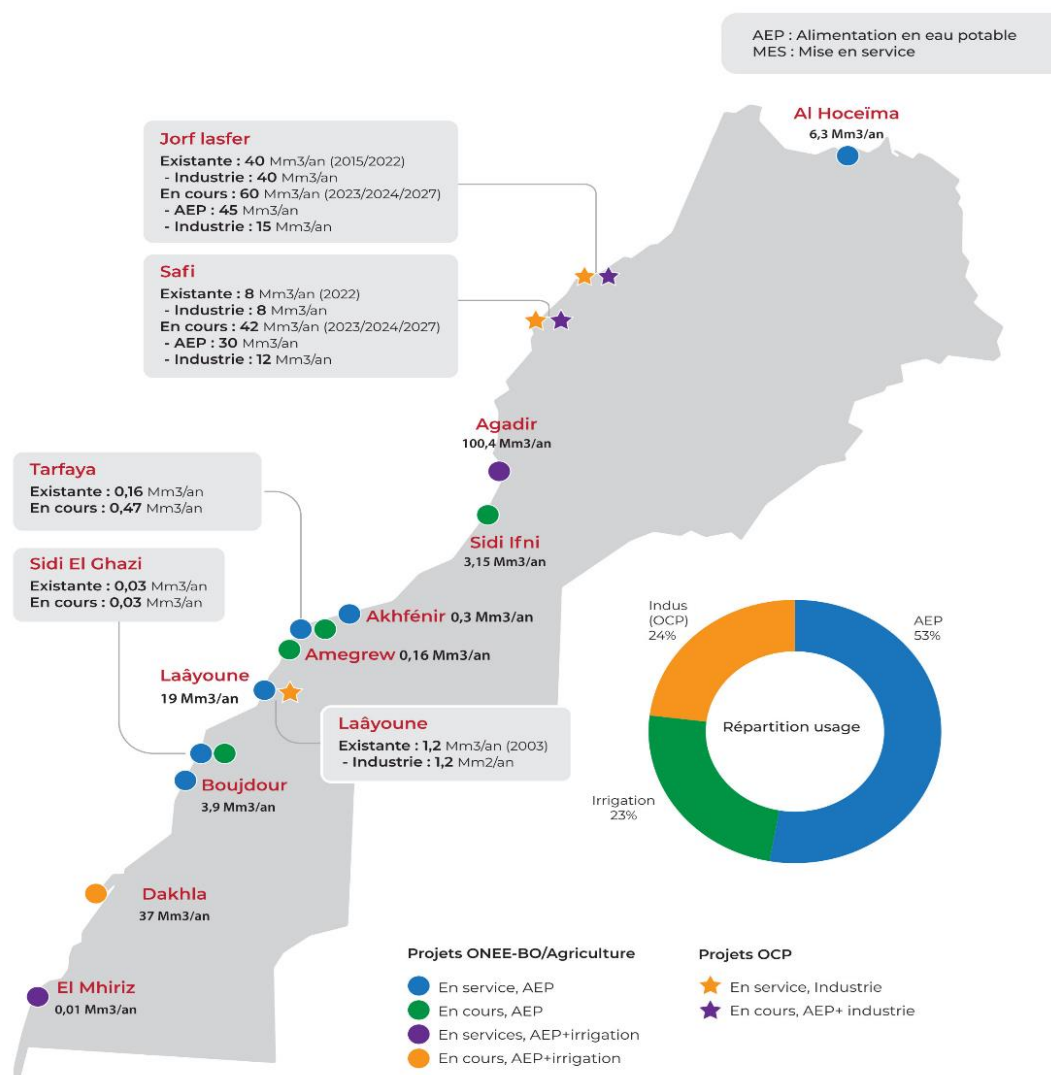 AEP : Alimentation en eau potable
MES : Mise en service
Al Hoceïma
6,3 Mm3/an
Jorf lasfer
Existante : 40 Mm3/an (2015/2022)
- Industrie : 40 Mm3/an
En cours : 60 Mm3/an (2023/2024/2027)
- AEP : 45 Mm3/an
- Industrie : 15 Mm3/an
Safi
Existante : 8 Mm3/an (2022)
- Industrie : 8 Mm3/an
En cours : 42 Mm3/an (2023/2024/2027)
- AEP : 30 Mm3/an
- Industrie : 12 Mm3/an
Agadir
100,4 Mm3/an
Tarfaya
Existante : 0,16 Mm3/an
En cours : 0,47 Mm3/an
Sidi Ifni
3,15 Mm3/an
Sidi El Ghazi
Existante : 0,03 Mm3/an
En cours : 0,03 Mm3/an
Akhfénir 0,3 Mm3/an
Amegrew 0,16 Mm3/an
Laâyoune
19 Mm3/an
Laâyoune
Existante : 1,2 Mm3/an (2003)
- Industrie : 1,2 Mm2/an
Boujdour
3,9 Mm3/an
Indus
(OCP)
24%
AEP
53%
Répartition usage
Irrigation
23%
Dakhla
37 Mm3/an
El Mhiriz
0,01 Mm3/an
Projets ONEE-BO/Agriculture
En service, AEP
En cours, AEP
En services, AEP+irrigation
En cours, AEP+irrigation
Projets OCP
En service, Industrie
En cours, AEP+ industrie